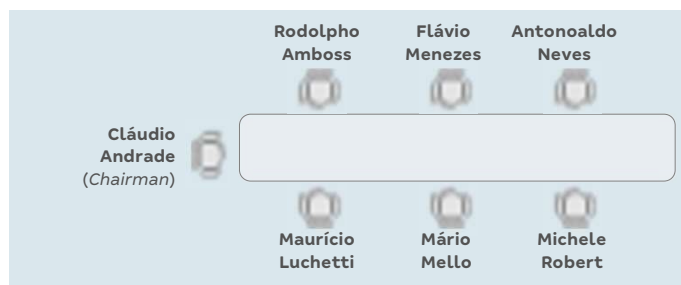 Rodolpho
Amboss
Flávio
Menezes
Antonoaldo
Neves
Cláudio
Andrade
(Chairman)
Maurício
Luchetti
Mário
Mello
Michele
Robert